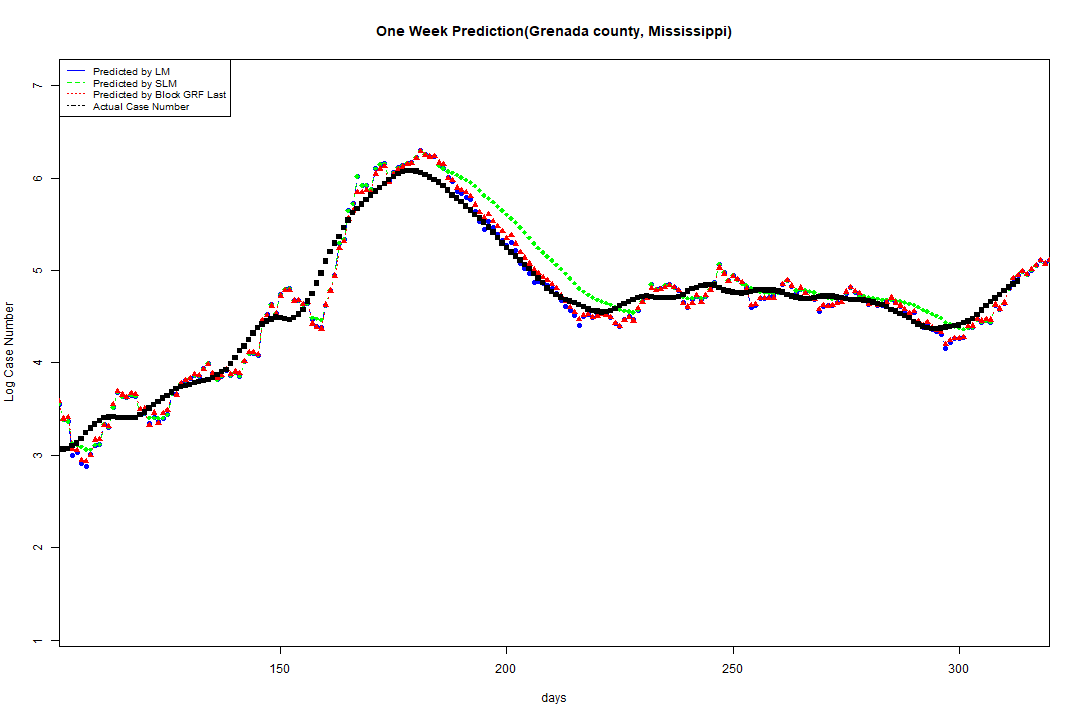 One Week Prediction(Grenada county, Mississippi)
Predicted by LM
Predicted by SLM
Predicted by Block GRF Last
Actual Case Number
7
6
5
4
3
2
1
Log Case Number
150
200
250
300
days